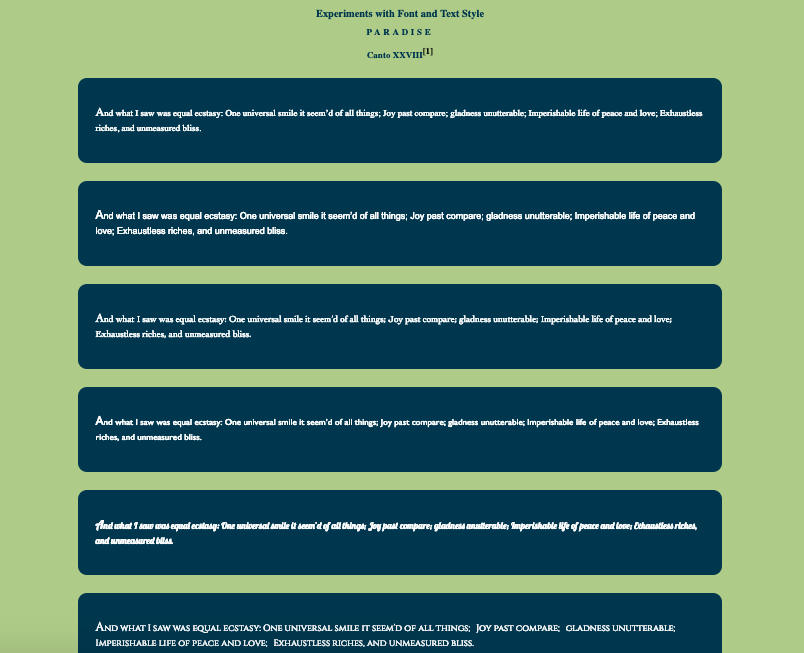 Experiments with Font and Text Style
PARADISE
Canto XXVIII[1]
And what I saw was equal ecstasy: One universal smile it seem'd of all things; Joy past compare; gladness unutterable; Imperishable life of peace and love; Exhaustless
riches, and unmeasured bliss.
And what I saw was equal ecstasy: One universal smile it seem'd of all things; Joy past compare; gladness unutterable; Imperishable life of peace and
love; Exhaustless riches, and unmeasured bliss.
And what I saw was equal ecstasy: One universal smile it seem'd of all things; Joy past compare; gladness unutterable; Imperishable life of peace and love;
Exhaustless riches, and unmeasured bliss.
And what I saw was equal ecstasy: One universal smile it seem'd of all things; Joy past compare; gladness unutterable; Imperishable life of peace and love; Exhaustless
riches, and unmeasured bliss.
And what I saw was equal ecstasy: One universal smile it seem'd of all things; Joy past compare; gladness unutterable; Imperishable life of peace and love; Exhaustless riches,
and unmeasured bliss.
And what I saw was equal ecstasy: One universal smile it seem'd of all things; Joy past compare; gladness unutterable;
Imperishable life of peace and love; Exhaustless riches, and unmeasured bliss.